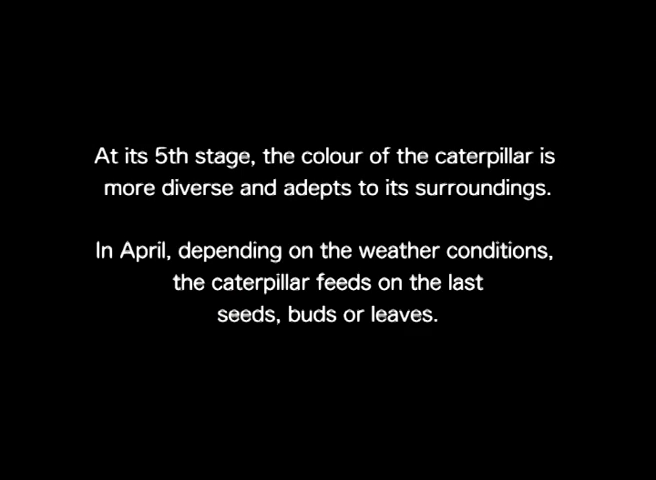 At its 5th stage, the colour of the caterpillar is
more diverse and adepts to its surroundings.
In April, depending on the weather conditions,
the caterpillar feeds on the last
seeds, buds or leaves.